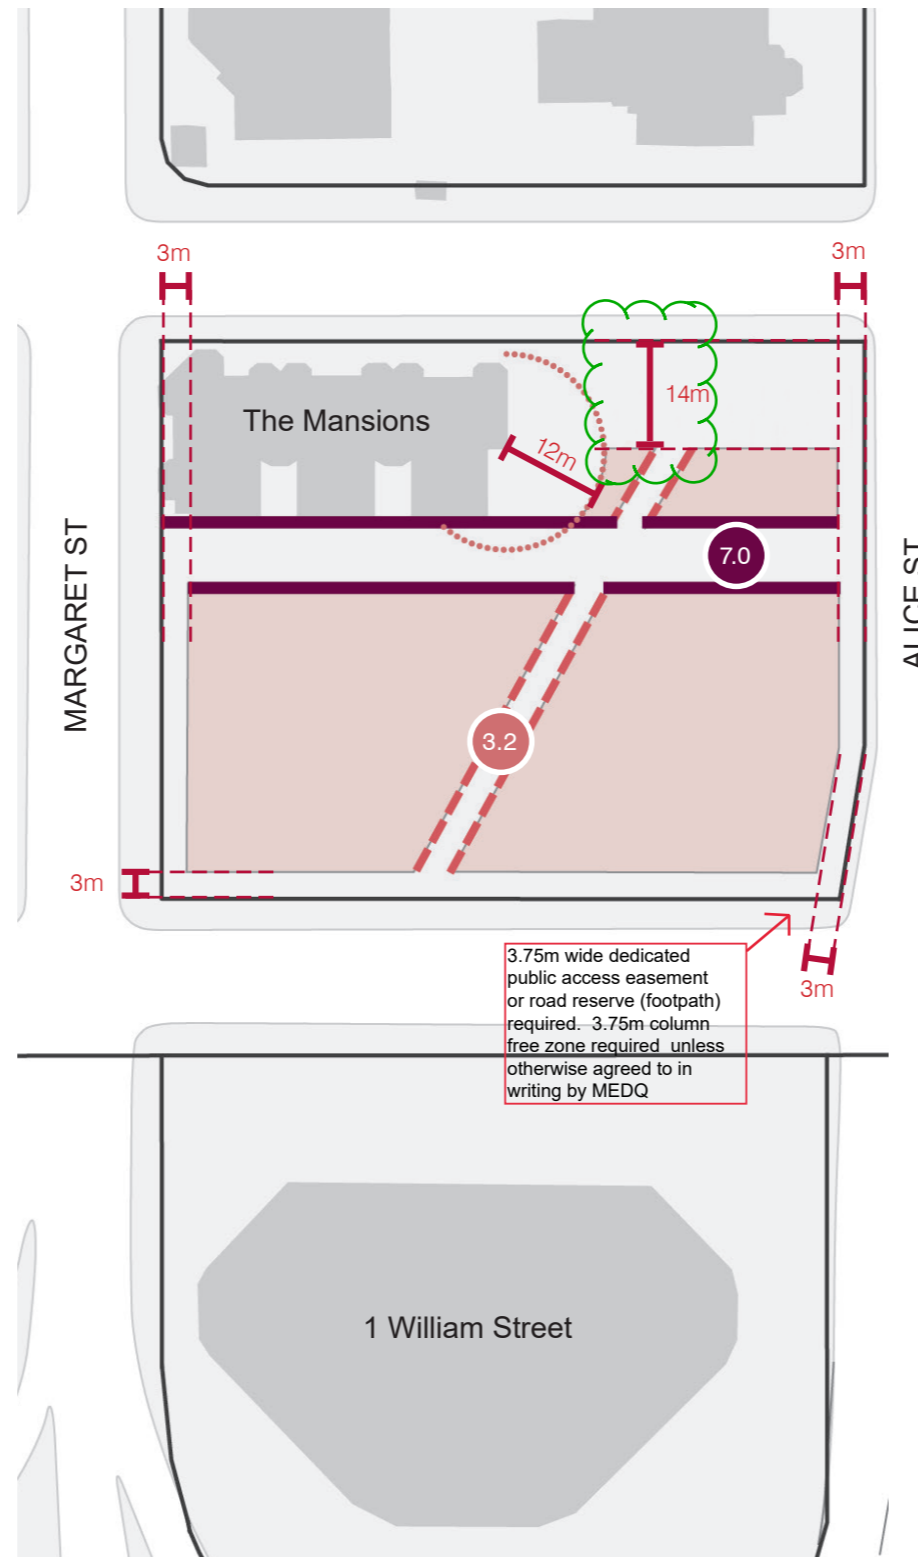 3m
3m
14m
The Mansions
12m
7.0
MARGARET ST
ALICE ST
3.2
3m
3.75m wide dedicated
public access easement
or road reserve (footpath)
required. 3.75m column
free zone required unless
otherwise agreed to in
writing by MEDQ
3m
1 William Street